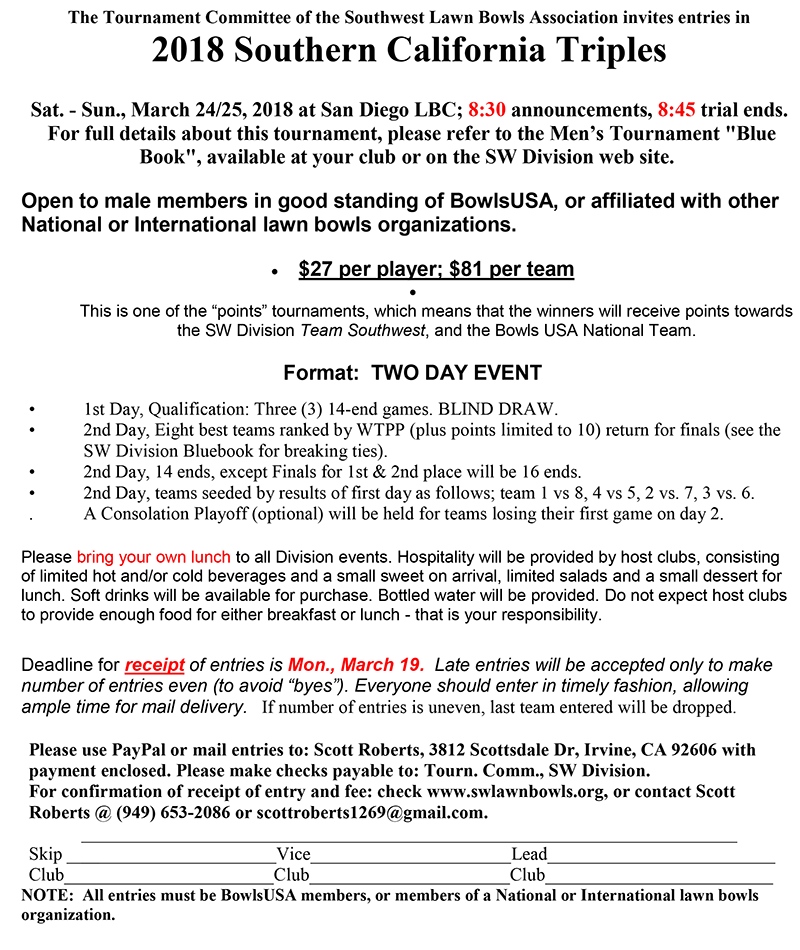 The Tournament Committee of the Southwest Lawn Bowls Association invites entries in
2018 Southern California Triples
Sat. - Sun., March 24/25, 2018 at San Diego LBC; 8:30 announcements, 8:45 trial ends.
For full details about this tournament, please refer to the Men's Tournament "Blue
Book", available at your club or on the SW Division web site.
Open to male members in good standing of BowlsUSA, or affiliated with other
National or International lawn bowls organizations.
• $27 per player; $81 per team
•
This is one of the “points” tournaments, which means that the winners will receive points towards
the SW Division Team Southwest, and the Bowls USA National Team.
Format:  TWO DAY EVENT
• 1st Day, Qualification: Three (3) 14-end games. BLIND DRAW.
• 2nd Day, Eight best teams ranked by WTPP (plus points limited to 10) return for finals (see the
SW Division Bluebook for breaking ties).
• 2nd Day, 14 ends, except Finals for 1st & 2nd place will be 16 ends.
• 2nd Day, teams seeded by results of first day as follows; team 1 vs 8, 4 vs 5, 2 vs. 7, 3 vs. 6.
. A Consolation Playoff (optional) will be held for teams losing their first game on day 2.
Please bring your own lunch to all Division events. Hospitality will be provided by host clubs, consisting
of limited hot and/or cold beverages and a small sweet on arrival, limited salads and a small dessert for
lunch. Soft drinks will be available for purchase. Bottled water will be provided. Do not expect host clubs
to provide enough food for either breakfast or lunch - that is your responsibility.
Deadline for receipt of entries is Mon., March 19.  Late entries will be accepted only to make
number of entries even (to avoid “byes”). Everyone should enter in timely fashion, allowing
ample time for mail delivery.   If number of entries is uneven, last team entered will be dropped.
Please use PayPal or mail entries to: Scott Roberts, 3812 Scottsdale Dr, Irvine, CA 92606 with
payment enclosed. Please make checks payable to: Tourn. Comm., SW Division.
For confirmation of receipt of entry and fee: check www.swlawnbowls.org, or contact Scott
Roberts @ (949) 653-2086 or scottroberts1269@gmail.com.
Skip ______________________Vice_____________________Lead________________________
Club______________________Club_____________________Club________________________
NOTE:  All entries must be BowlsUSA members, or members of a National or International lawn bowls
organization.